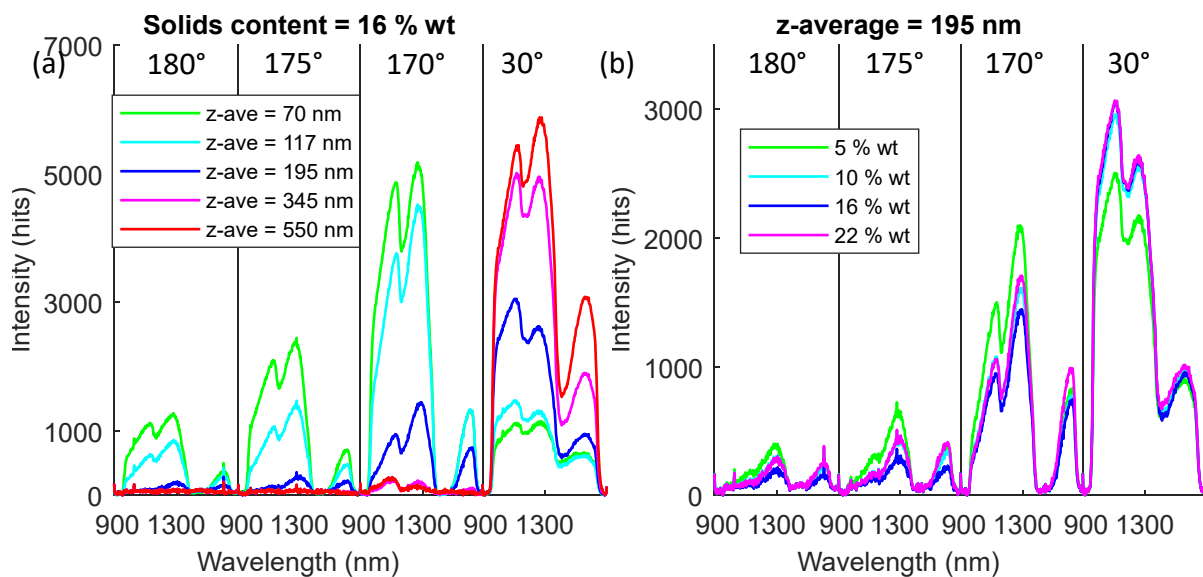 Solids content = 16 % wt
(a)
180° 175° 170° 30°
z-ave = 70 nm
z-ave = 117 nm
z-ave = 195 nm
z-ave = 345 nm
z-ave = 550 nm
7000
5000
3000
1000
0
Intensity (hits)
900 1300 900 1300 900 1300 900 1300
Wavelength (nm)
z-average = 195 nm
(b)
180° 175° 170° 30°
5 % wt
10 % wt
16 % wt
22 % wt
3000
2000
1000
0
Intensity (hits)
900 1300 900 1300 900 1300 900 1300
Wavelength (nm)